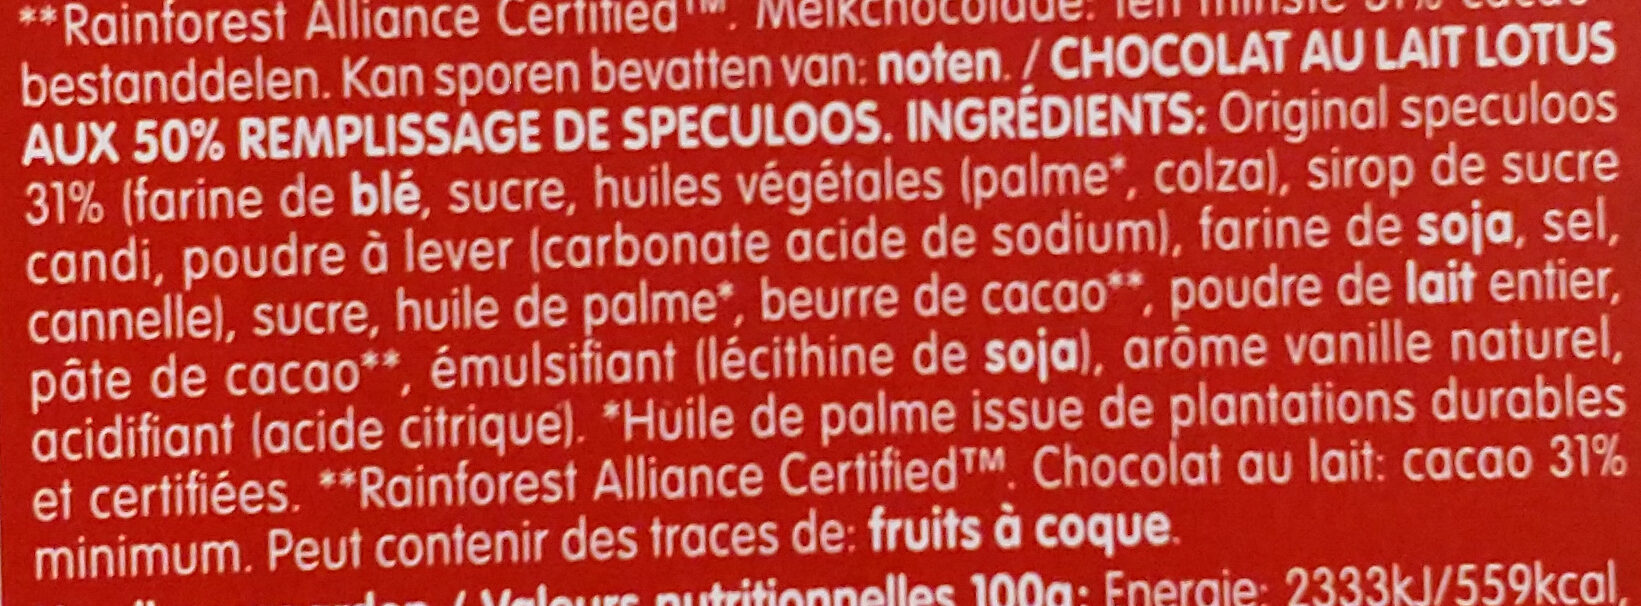 **Rainforest Alliance Certified™. Melkchocolade: ten minste 31% cacao-
bestanddelen. Kan sporen bevatten van: noten. / CHOCOLAT AU LAIT LOTUS
AUX 50% REMPLISSAGE DE SPECULOOS. INGRÉDIENTS: Original speculoos
31% (farine de blé, sucre, huiles végétales (palme*, colza), sirop de sucre
candi, poudre à lever (carbonate acide de sodium), farine de soja, sel,
cannelle), sucre, huile de palme*, beurre de cacao**, poudre de lait entier,
pâte de cacao**, émulsifiant (lécithine de soja), arôme vanille naturel,
acidifiant (acide citrique). *Huile de palme issue de plantations durables
et certifiées. **Rainforest Alliance Certified™. Chocolat au lait: cacao 31%
minimum. Peut contenir des traces de: fruits à coque.
/ Valeurs nutritionnelles 100g: Energie: 2333kJ/559kcal,